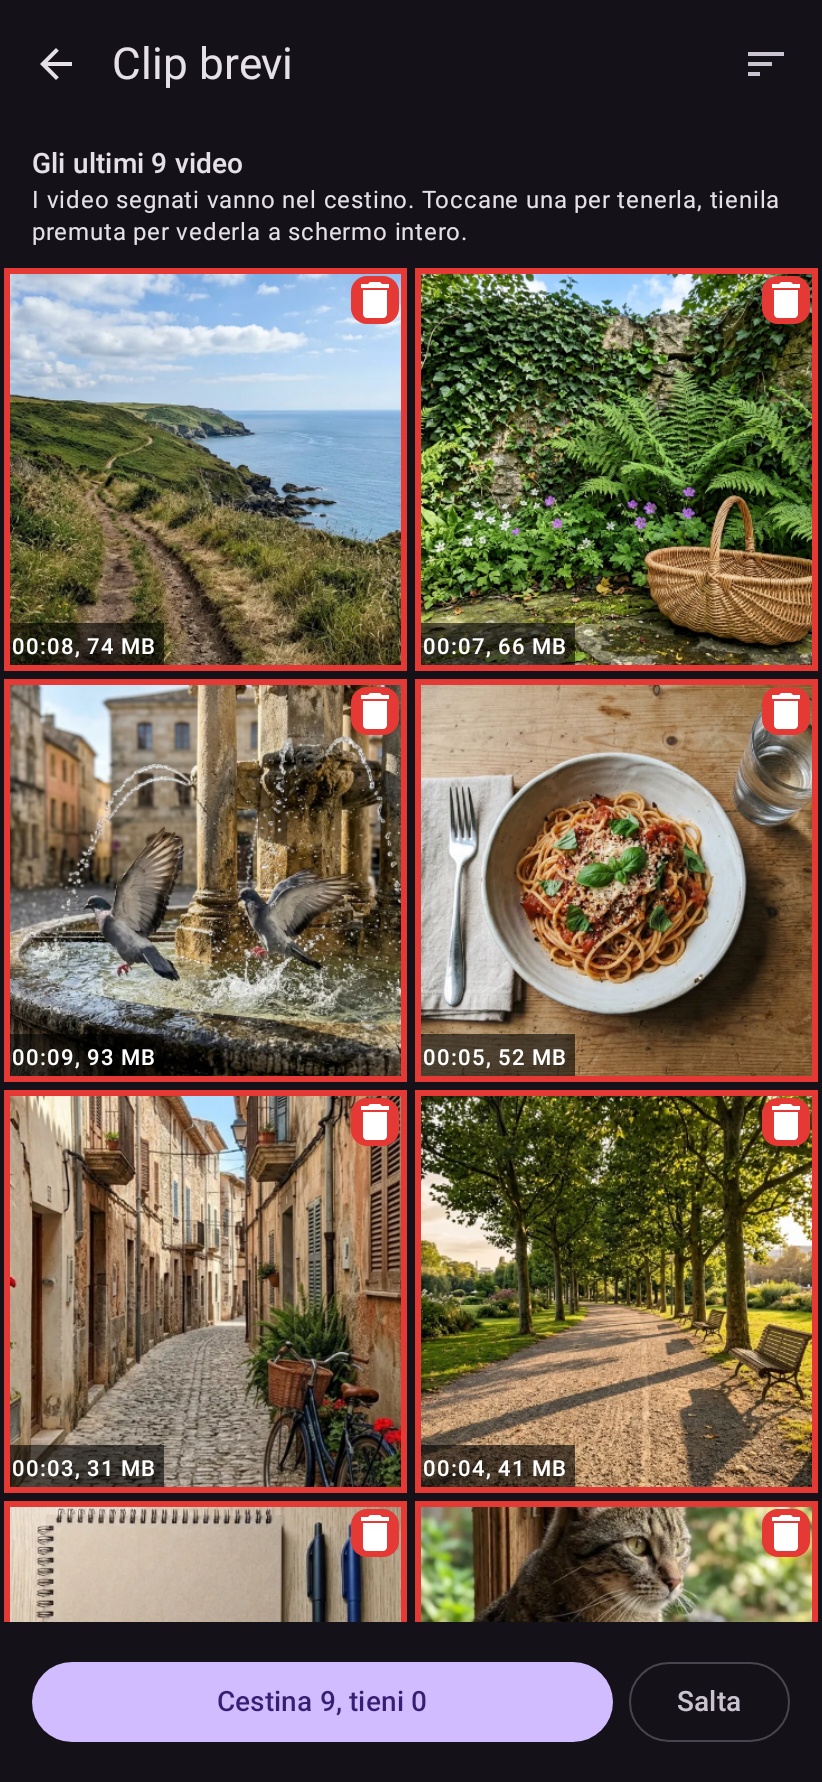 Clip brevi
Gli ultimi 9 video
I video segnati vanno nel cestino. Toccane una per tenerla, tienila
premuta per vederla a schermo intero.
00:08, 74 MB
00:07, 66 MB
00:09, 93 MB
00:05, 52 MB
00:03, 31 MB
00:04, 41 MB
Cestina 9, tieni 0
Salta